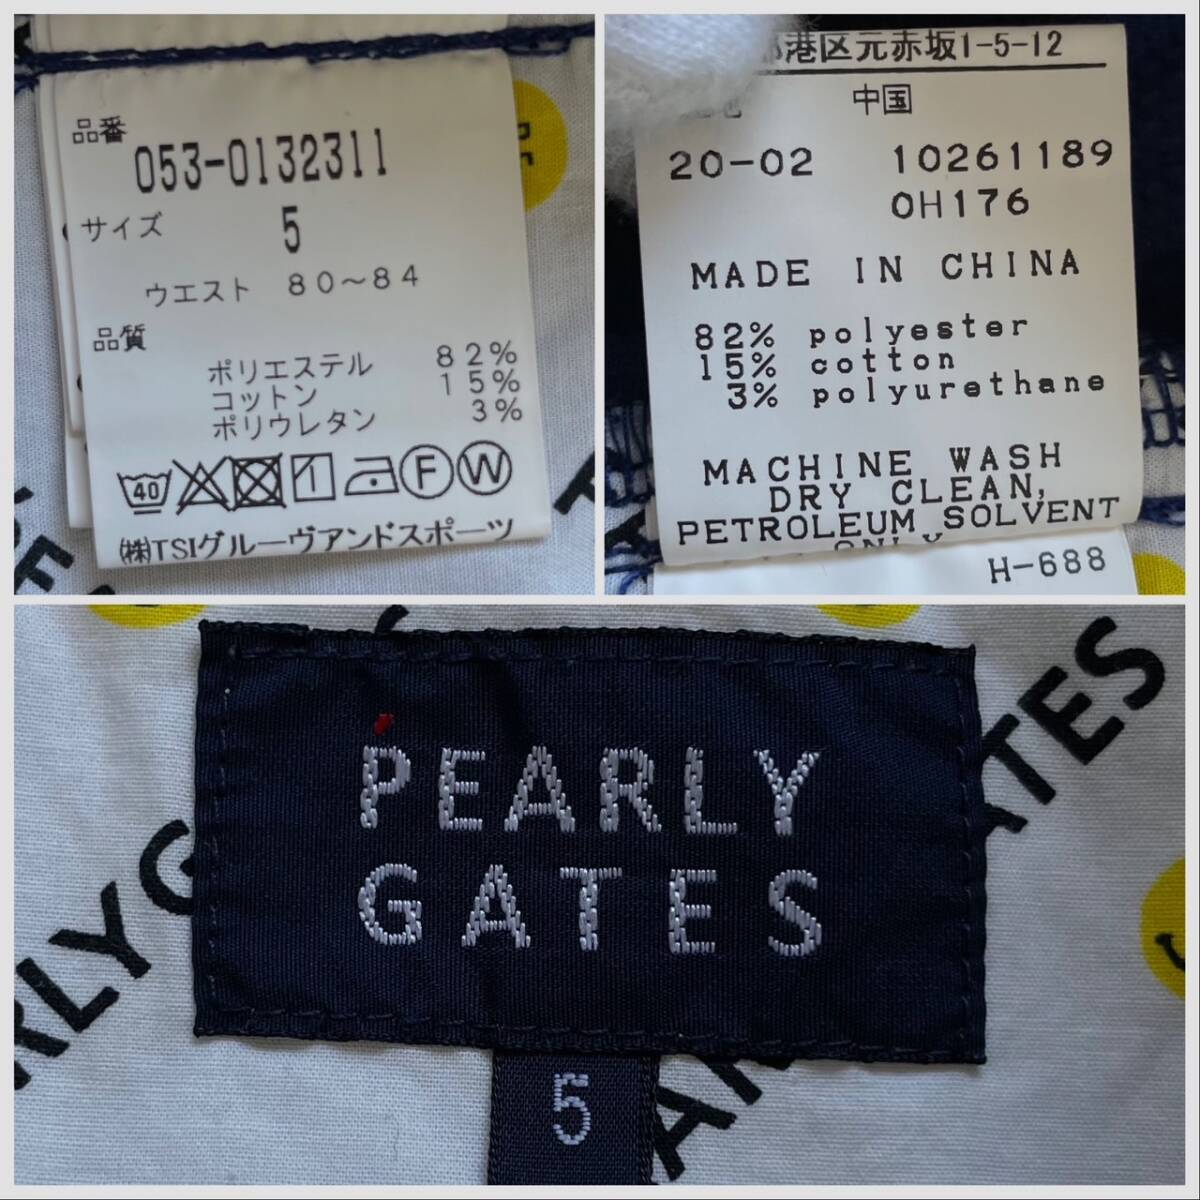 品番
053-0132311
サイズ 5
ウエスト 80~84
品質
ポリエステル 82%
コットン 15%
ポリウレタン 3%
40 F W
(株)TSIグルーヴアンドスポーツ
港区元赤坂1-5-12
中国
20-02 10261189
0H176
MADE IN CHINA
82% polyester
15% cotton
3% polyurethane
MACHINE WASH
DRY CLEAN,
PETROLEUM SOLVENT
ONLY
H-688
PEARLY
GATES
5
RLYG
ATES